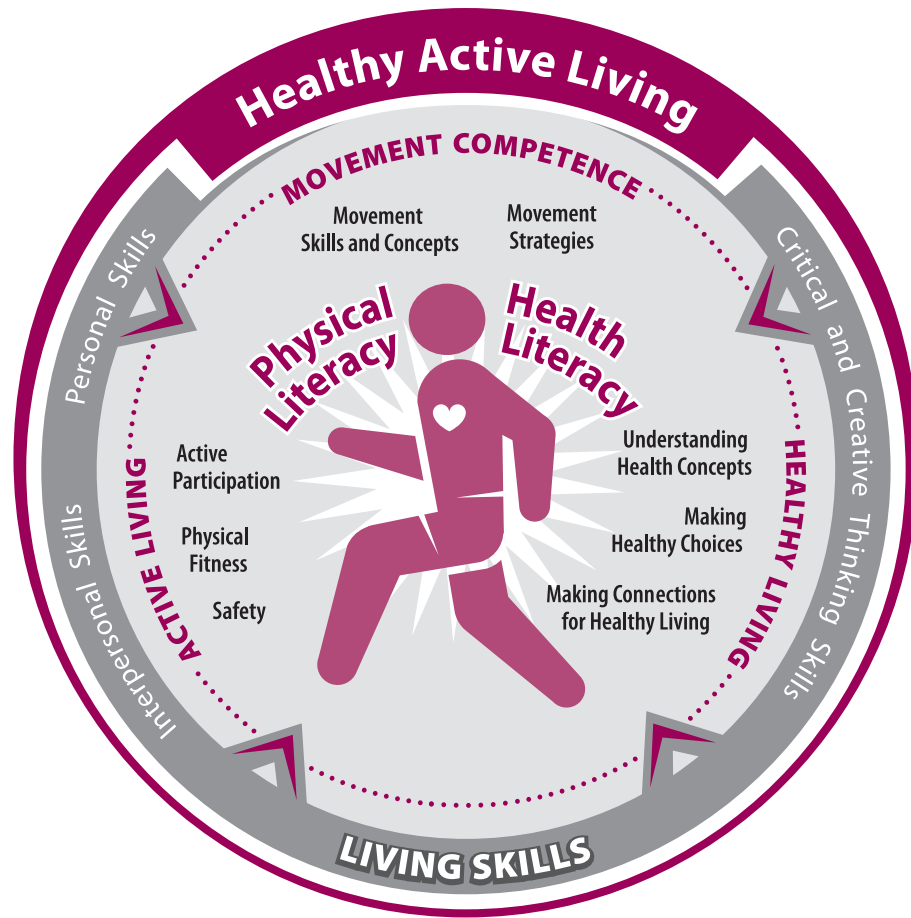 Healthy Active Living
MOVEMENT COMPETENCE
Movement
Skills and Concepts
Movement
Strategies
Physical
Literacy
Health
Literacy
Personal Skills
Interpersonal Skills
ACTIVE LIVING
Active
Participation
Physical
Fitness
Safety
Understanding
Health Concepts
Making
Healthy Choices
Making Connections
for Healthy Living
HEALTHY LIVING
Critical and Creative Thinking Skills
LIVING SKILLS